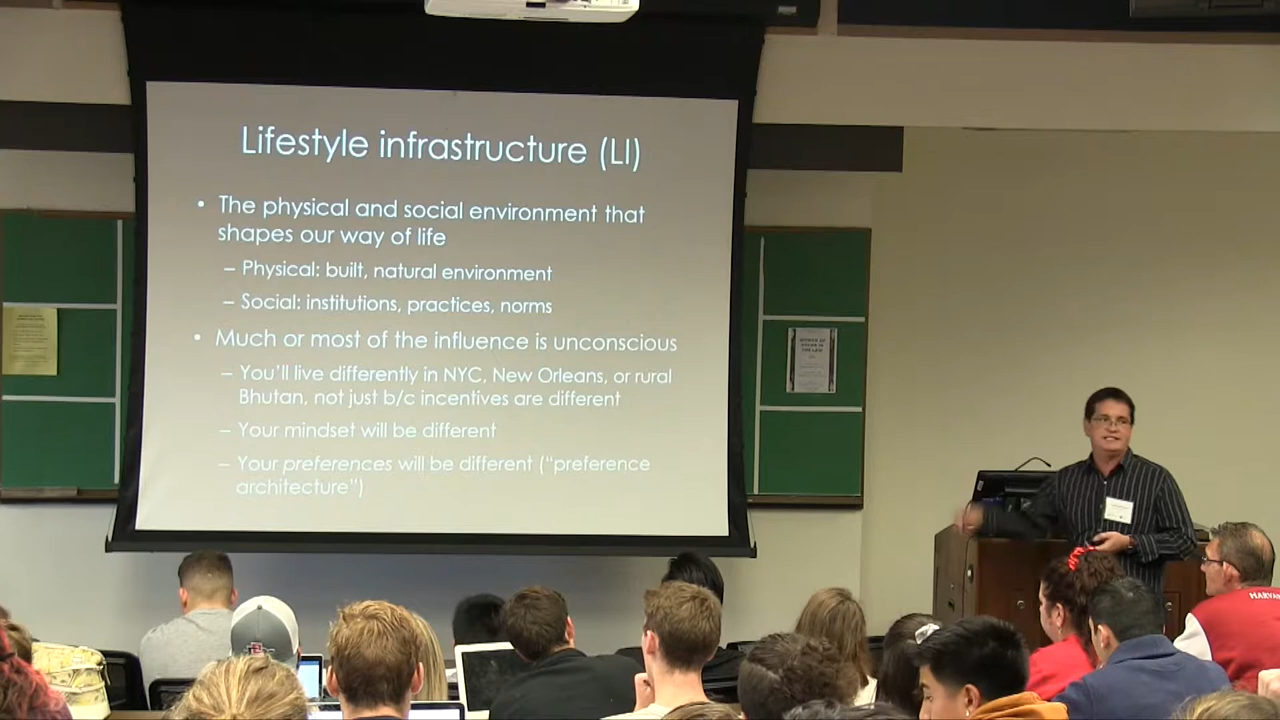 Lifestyle infrastructure (LI)
• The physical and social environment that
shapes our way of life
– Physical: built, natural environment
– Social: institutions, practices, norms
• Much or most of the influence is unconscious
– You'll live differently in NYC, New Orleans, or rural
Bhutan, not just b/c incentives are different
– Your mindset will be different
– Your preferences will be different ("preference
architecture")